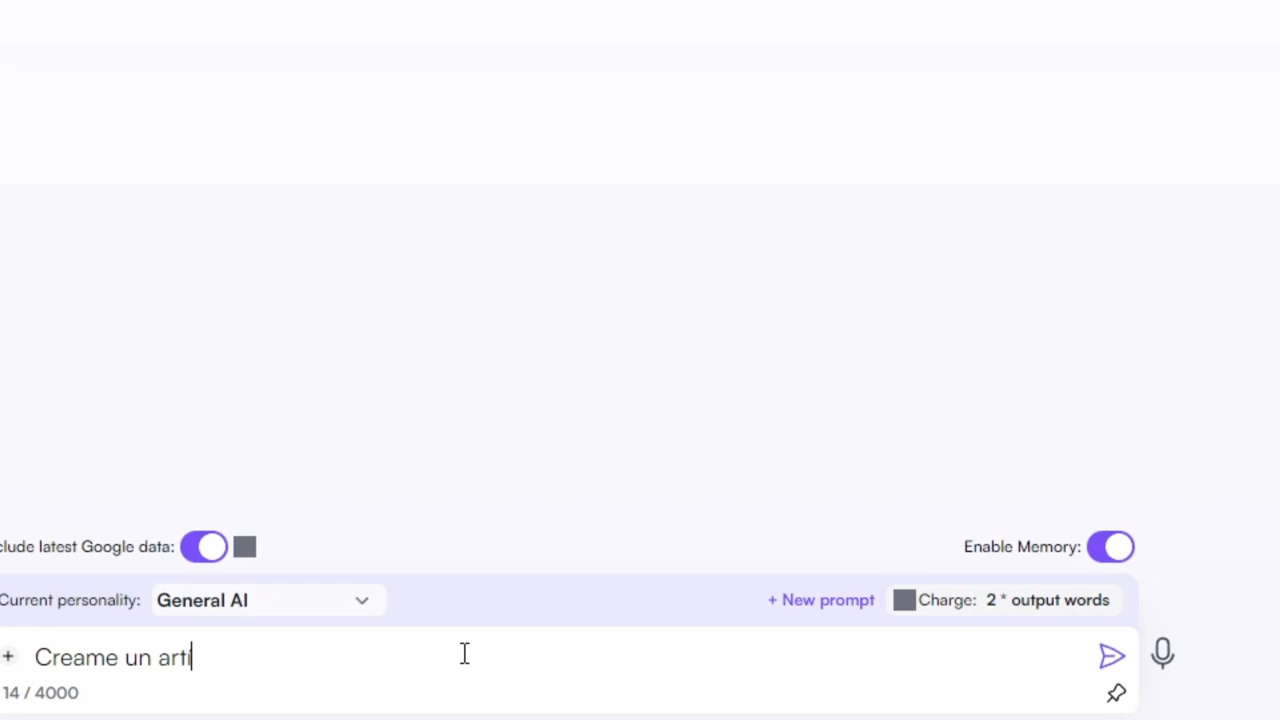 clude latest Google data:
Enable Memory:
Current personality: General AI
+ New prompt
Charge: 2 * output words
+ Creame un arti
14 / 4000